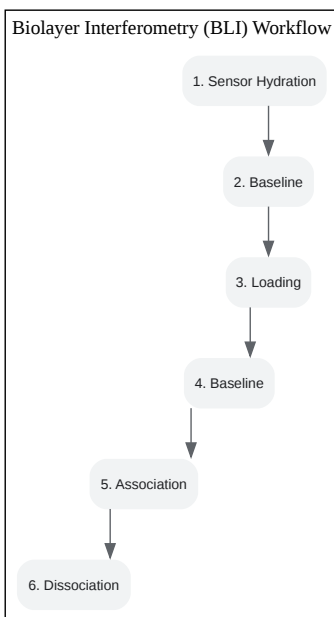 Biolayer Interferometry (BLI) Workflow
1. Sensor Hydration
2. Baseline
3. Loading
4. Baseline
5. Association
6. Dissociation